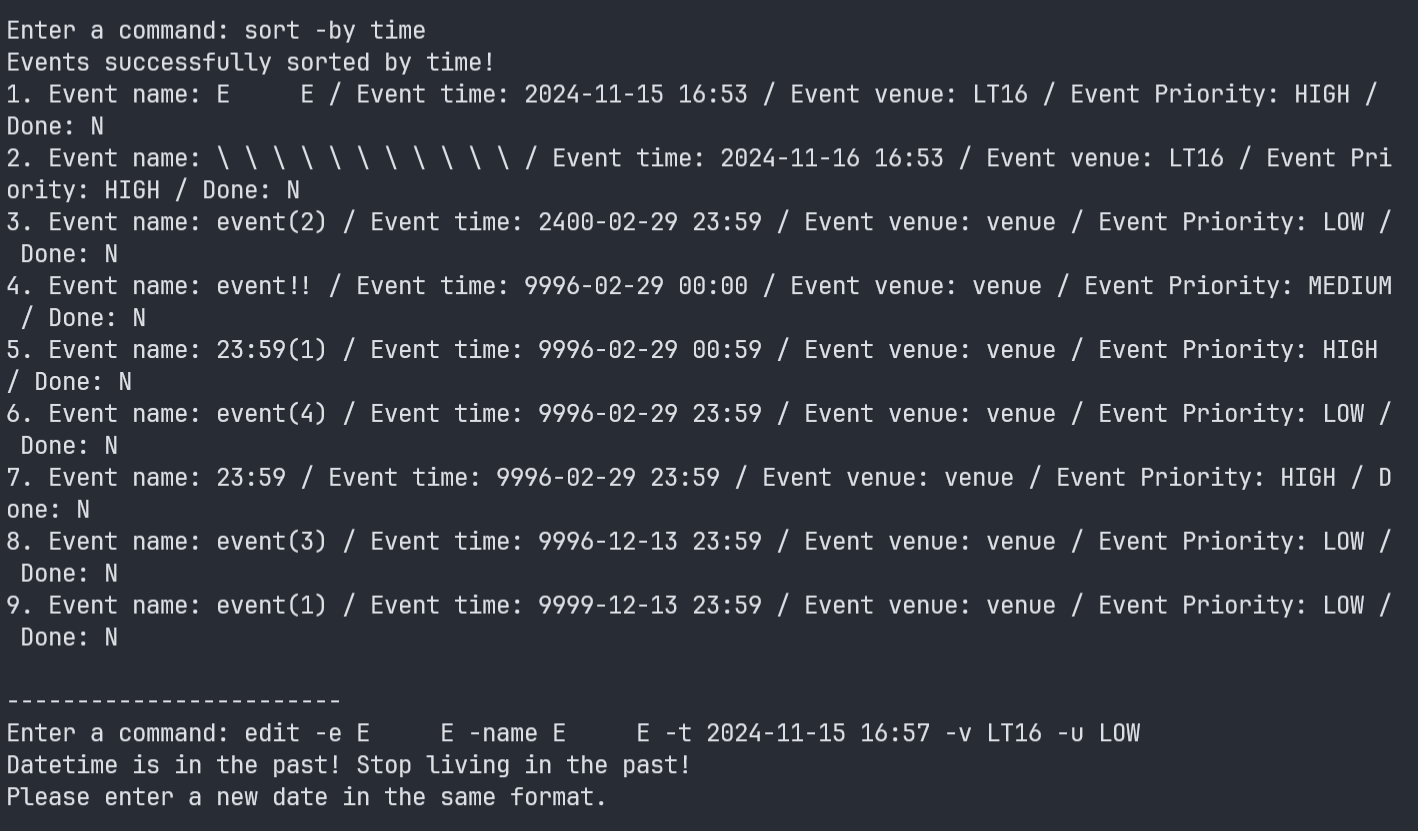 Enter a command: sort -by time
Events successfully sorted by time!
1. Event name: E     E / Event time: 2024-11-15 16:53 / Event venue: LT16 / Event Priority: HIGH /
Done: N
2. Event name: \ \ \ \ \ \ \ \ \ \ \ / Event time: 2024-11-16 16:53 / Event venue: LT16 / Event Pri
ority: HIGH / Done: N
3. Event name: event(2) / Event time: 2400-02-29 23:59 / Event venue: venue / Event Priority: LOW /
 Done: N
4. Event name: event!! / Event time: 9996-02-29 00:00 / Event venue: venue / Event Priority: MEDIUM
 / Done: N
5. Event name: 23:59(1) / Event time: 9996-02-29 00:59 / Event venue: venue / Event Priority: HIGH
/ Done: N
6. Event name: event(4) / Event time: 9996-02-29 23:59 / Event venue: venue / Event Priority: LOW /
 Done: N
7. Event name: 23:59 / Event time: 9996-02-29 23:59 / Event venue: venue / Event Priority: HIGH / D
one: N
8. Event name: event(3) / Event time: 9996-12-13 23:59 / Event venue: venue / Event Priority: LOW /
 Done: N
9. Event name: event(1) / Event time: 9999-12-13 23:59 / Event venue: venue / Event Priority: LOW /
 Done: N
------------------------
Enter a command: edit -e E     E -name E     E -t 2024-11-15 16:57 -v LT16 -u LOW
Datetime is in the past! Stop living in the past!
Please enter a new date in the same format.